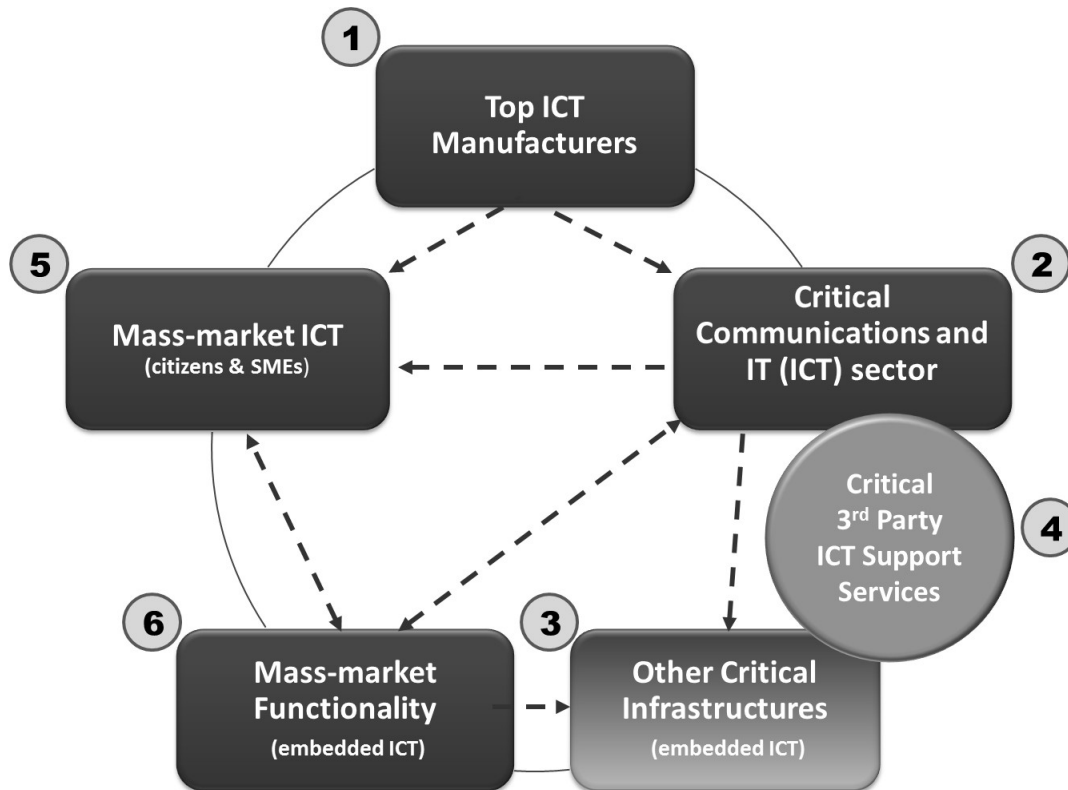 1
Top ICT
Manufacturers
5
Mass-market ICT
(citizens & SMEs)
2
Critical
Communications and
IT (ICT) sector
Critical
3rd Party
ICT Support
Services
4
6
Mass-market
Functionality
(embedded ICT)
3
Other Critical
Infrastructures
(embedded ICT)